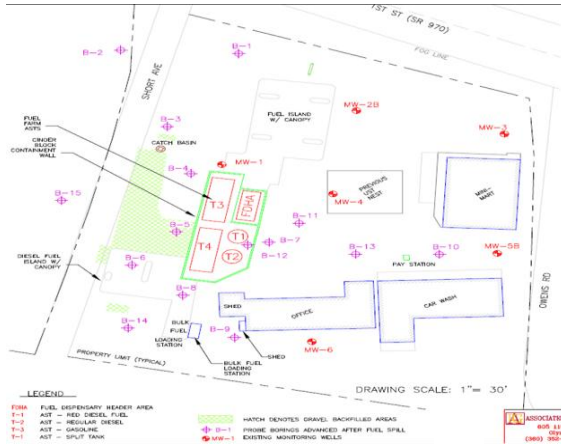 1ST ST (SR 970)
FOG LINE
B-2
B-1
SHORT AVE
FUEL ISLAND
W/ CANOPY
MW-2B
MW-3
FUEL
FARM
ASTS
CINDER
BLOCK
CONTAINMENT
WALL
B-3
CATCH BASIN
B-4
MW-1
PREVIOUS
UST
NEST
MINI-
MART
B-15
T3
FDHA
MW-4
B-5
T4
T1
T2
B-11
B-7
B-12
B-13
B-10
MW-5B
DIESEL FUEL
ISLAND W/
CANOPY
B-6
PAY STATION
OWENS RD
B-8
SHED
OFFICE
CAR WASH
B-14
BULK
FUEL
LOADING
STATION
B-9
SHED
MW-6
PROPERTY LIMIT (TYPICAL)
BULK FUEL
LOADING
STATION
DRAWING SCALE: 1"= 30'
LEGEND
FDHA FUEL DISPENSARY HEADER AREA
T-1 AST - RED DIESEL FUEL
T-2 AST - REGULAR DIESEL
T-3 AST - GASOLINE
AST - SPLIT TANK
HATCH DENOTES GRAVEL BACKFILLED AREAS
B-1 PROBE BORINGS ADVANCED AFTER FUEL SPILL
MW-1 EXISTING MONITORING WELLS
A ASSOCIAT